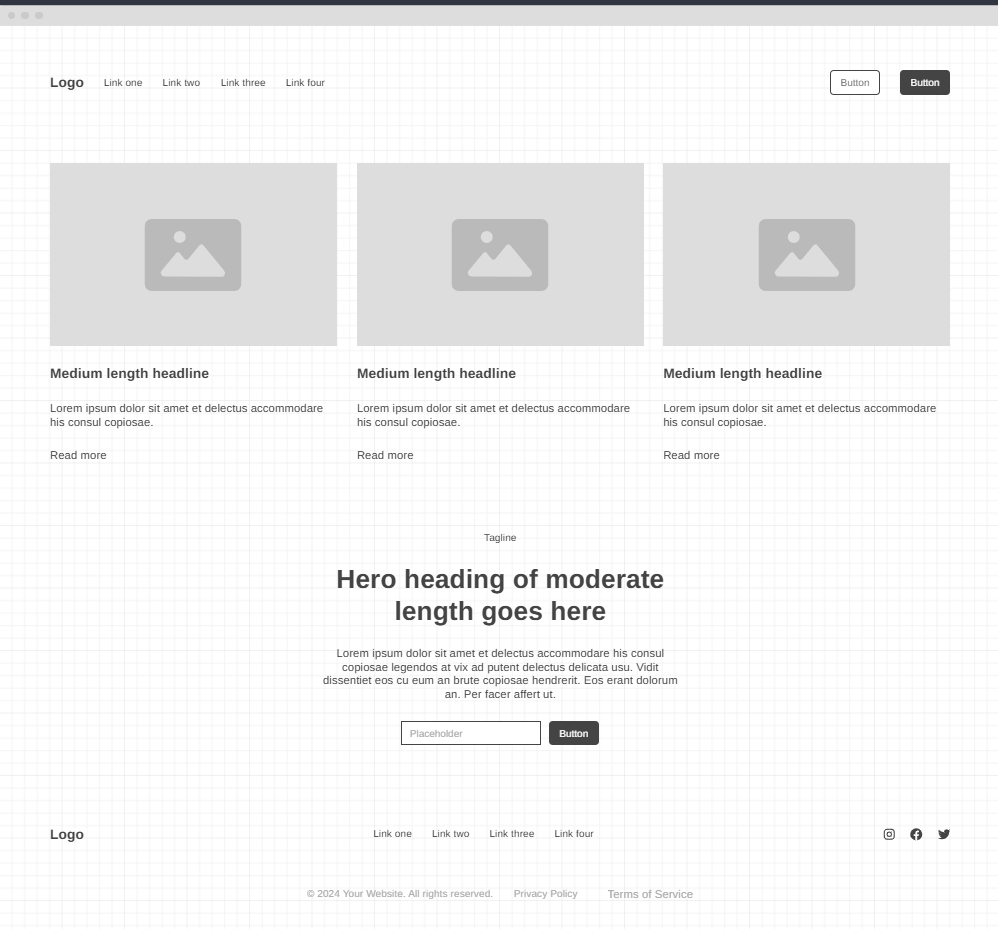 Logo Link one Link two Link three Link four Button Button
Medium length headline
Lorem ipsum dolor sit amet et delectus accommodare
his consul copiosae.
Read more
Medium length headline
Lorem ipsum dolor sit amet et delectus accommodare
his consul copiosae.
Read more
Medium length headline
Lorem ipsum dolor sit amet et delectus accommodare
his consul copiosae.
Read more
Tagline
Hero heading of moderate
length goes here
Lorem ipsum dolor sit amet et delectus accommodare his consul
copiosae legendos at vix ad putent delectus delicata usu. Vidit
dissentiet eos cu eum an brute copiosae hendrerit. Eos erant dolorum
an. Per facer affert ut.
Placeholder Button
Logo Link one Link two Link three Link four
© 2024 Your Website. All rights reserved. Privacy Policy Terms of Service